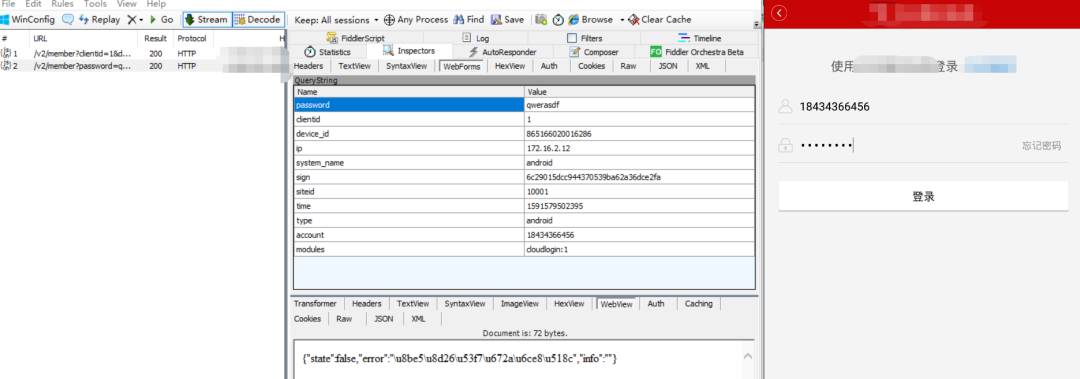 File Edit Rules Tools View Help
WinConfig Replay Go Stream Decode Keep: All sessions Any Process Find Save Browse Clear Cache
# URL Result Protocol H
1 /v2/member?clientid=1&d... 200 HTTP
2 /v2/member?password=q... 200 HTTP
FiddlerScript Log Filters Timeline
Statistics Inspectors AutoResponder Composer FO Fiddler Orchestra Beta
Headers TextView SyntaxView WebForms HexView Auth Cookies Raw JSON XML
QueryString
Name Value
password qwerasdf
clientid 1
device_id 865166020016286
ip 172.16.2.12
system_name android
sign 6c29015dcc944370539ba62a36dce2fa
siteid 10001
time 1591579502395
type android
account 18434366456
modules cloudlogin:1
Transformer Headers TextView SyntaxView ImageView HexView WebView Auth Caching
Cookies Raw JSON XML
Document is: 72 bytes.
{"state":false,"error":"\u8be5\u8d26\u53f7\u672a\u6ce8\u518c","info":""}
使用 登录
18434366456
忘记密码
登录